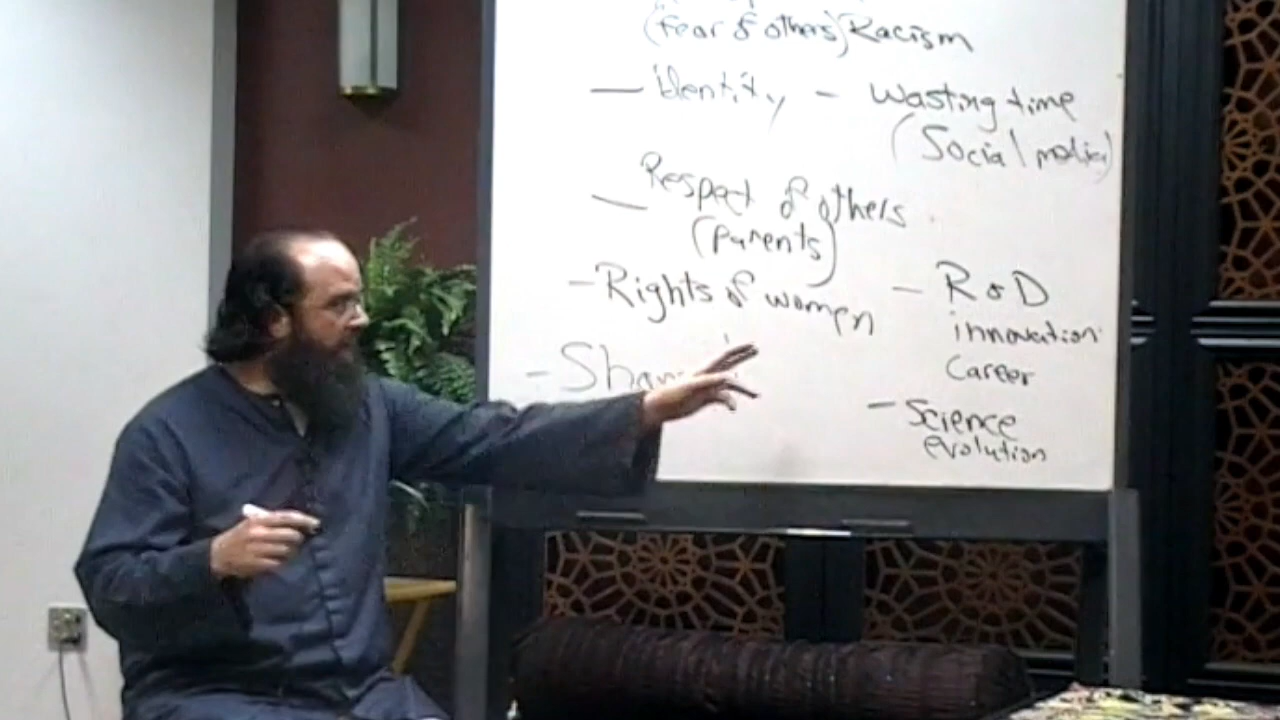 (Fear of others) Racism
— identity – Wasting time
(Social media)
— Respect of others
(parents)
– Rights of women – R & D
innovation
Career
– Science
evolution